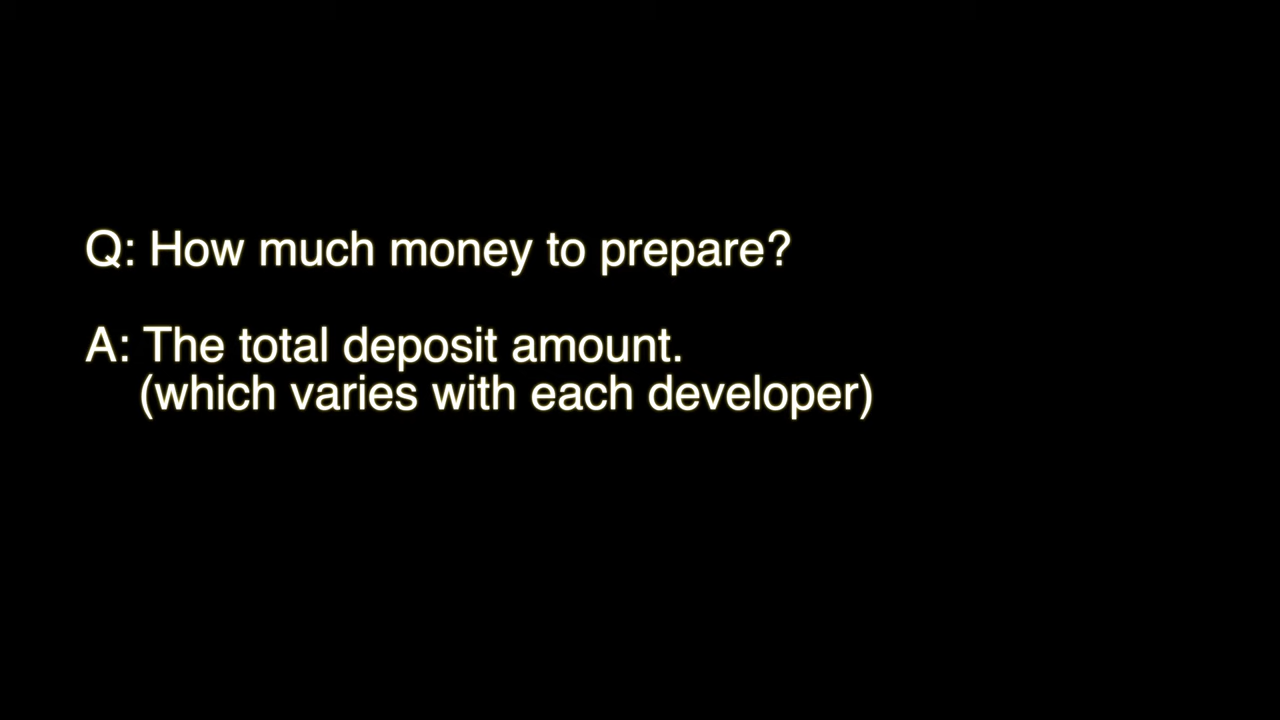 Q: How much money to prepare?
A: The total deposit amount.
(which varies with each developer)